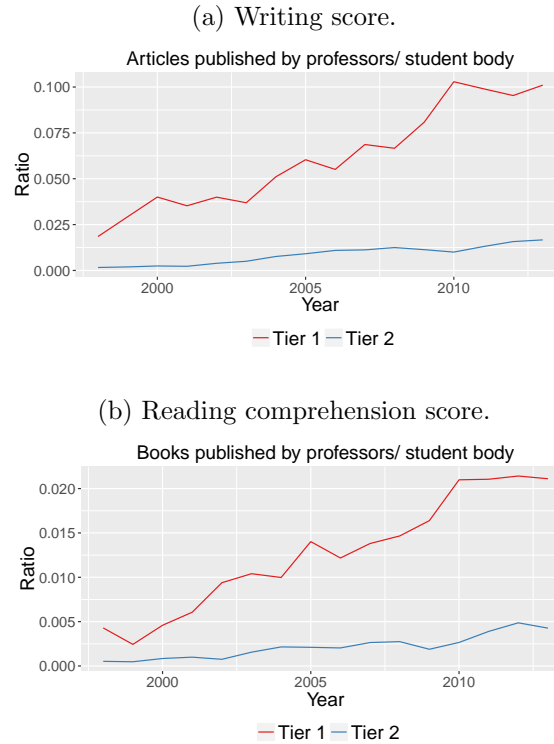 (a) Writing score.
Articles published by professors/ student body
0.100
0.075
0.050
0.025
0.000
Ratio
2000 2005 2010
Year
Tier 1 Tier 2
(b) Reading comprehension score.
Books published by professors/ student body
0.020
0.015
0.010
0.005
0.000
Ratio
2000 2005 2010
Year
Tier 1 Tier 2